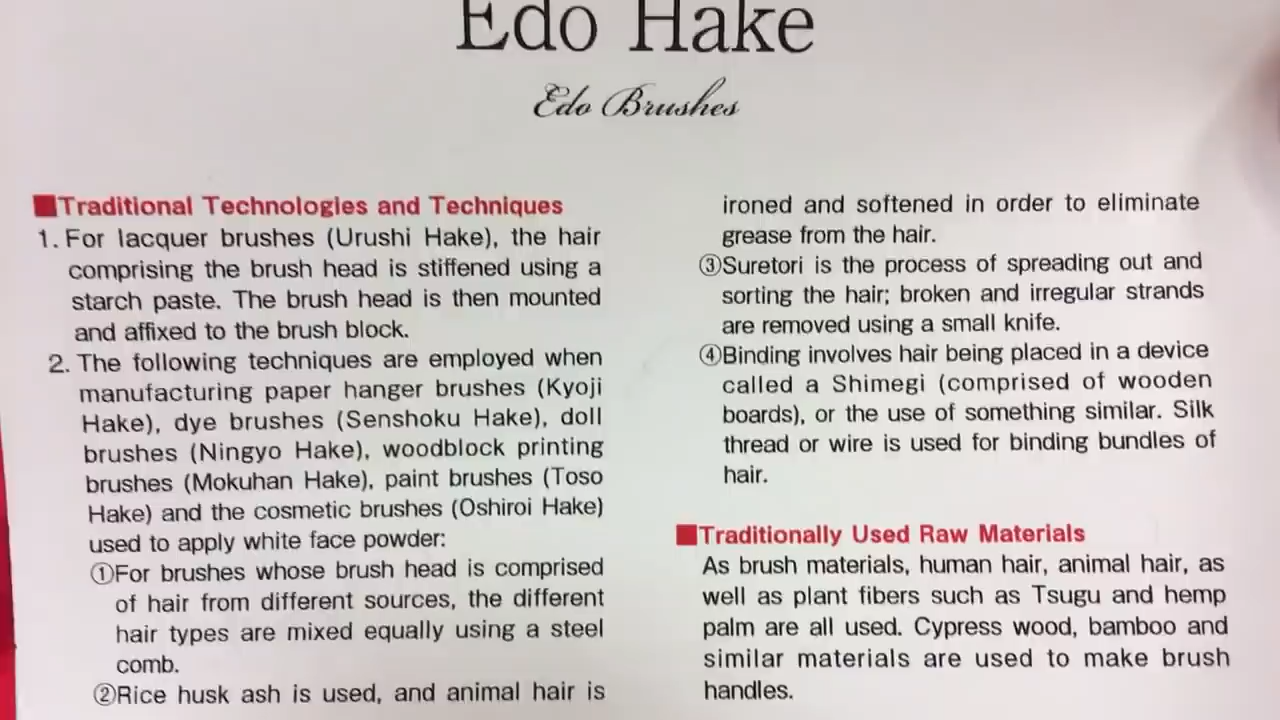 Edo Hake
Edo Brushes
■Traditional Technologies and Techniques
1. For lacquer brushes (Urushi Hake), the hair
comprising the brush head is stiffened using a
starch paste. The brush head is then mounted
and affixed to the brush block.
2. The following techniques are employed when
manufacturing paper hanger brushes (Kyoji
Hake), dye brushes (Senshoku Hake), doll
brushes (Ningyo Hake), woodblock printing
brushes (Mokuhan Hake), paint brushes (Toso
Hake) and the cosmetic brushes (Oshiroi Hake)
used to apply white face powder:
①For brushes whose brush head is comprised
of hair from different sources, the different
hair types are mixed equally using a steel
comb.
②Rice husk ash is used, and animal hair is
ironed and softened in order to eliminate
grease from the hair.
③Suretori is the process of spreading out and
sorting the hair; broken and irregular strands
are removed using a small knife.
④Binding involves hair being placed in a device
called a Shimegi (comprised of wooden
boards), or the use of something similar. Silk
thread or wire is used for binding bundles of
hair.
■Traditionally Used Raw Materials
As brush materials, human hair, animal hair, as
well as plant fibers such as Tsugu and hemp
palm are all used. Cypress wood, bamboo and
similar materials are used to make brush
handles.